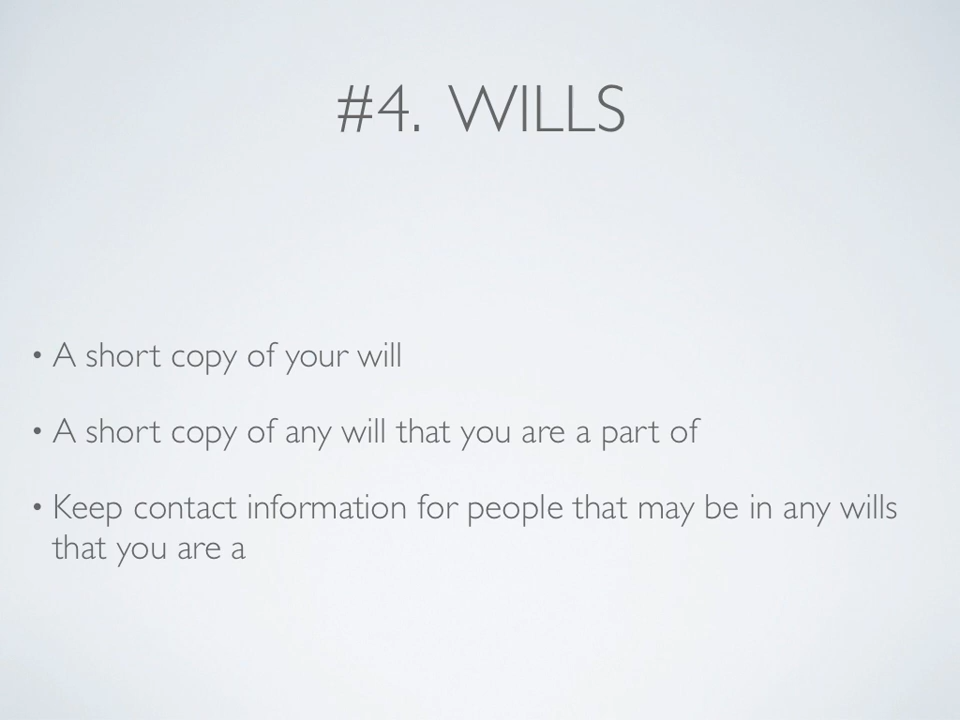 #4. WILLS
• A short copy of your will
• A short copy of any will that you are a part of
• Keep contact information for people that may be in any wills
that you are a